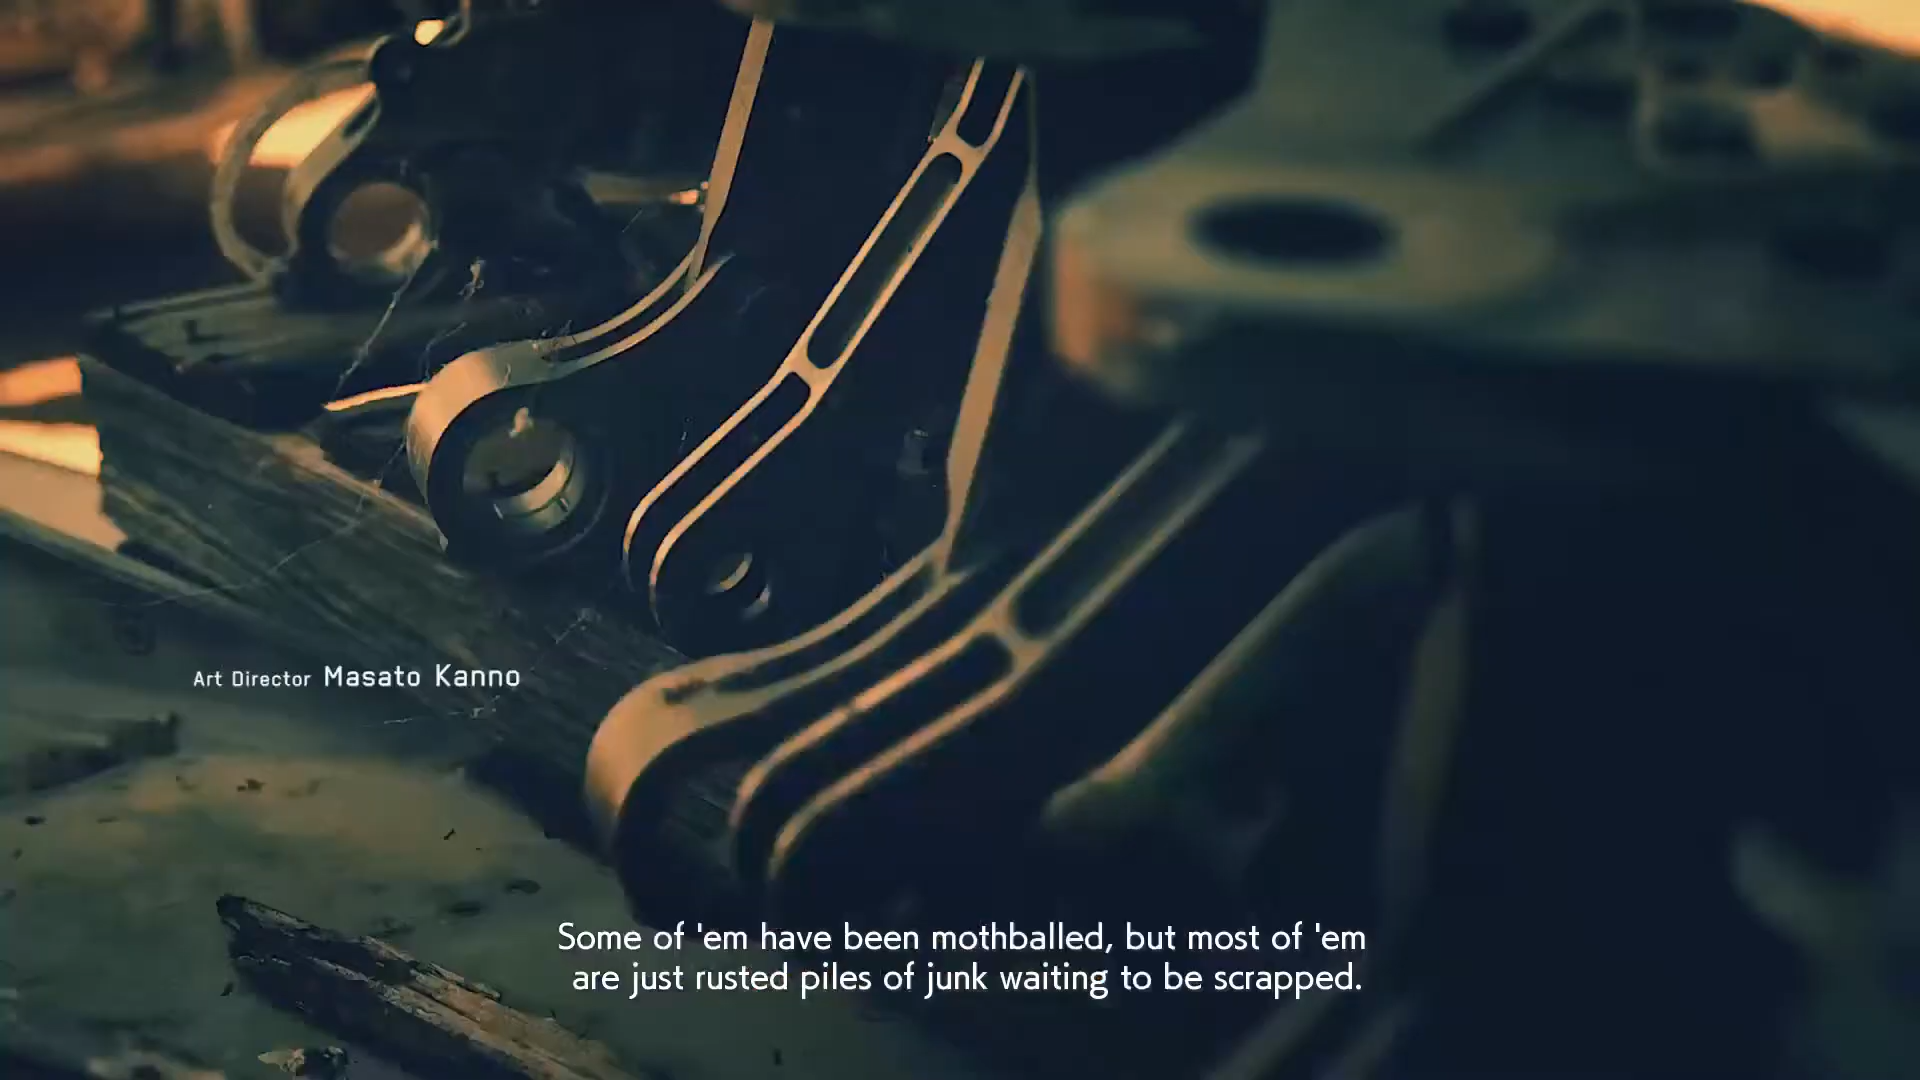 Art Director Masato Kanno
Some of 'em have been mothballed, but most of 'em
are just rusted piles of junk waiting to be scrapped.